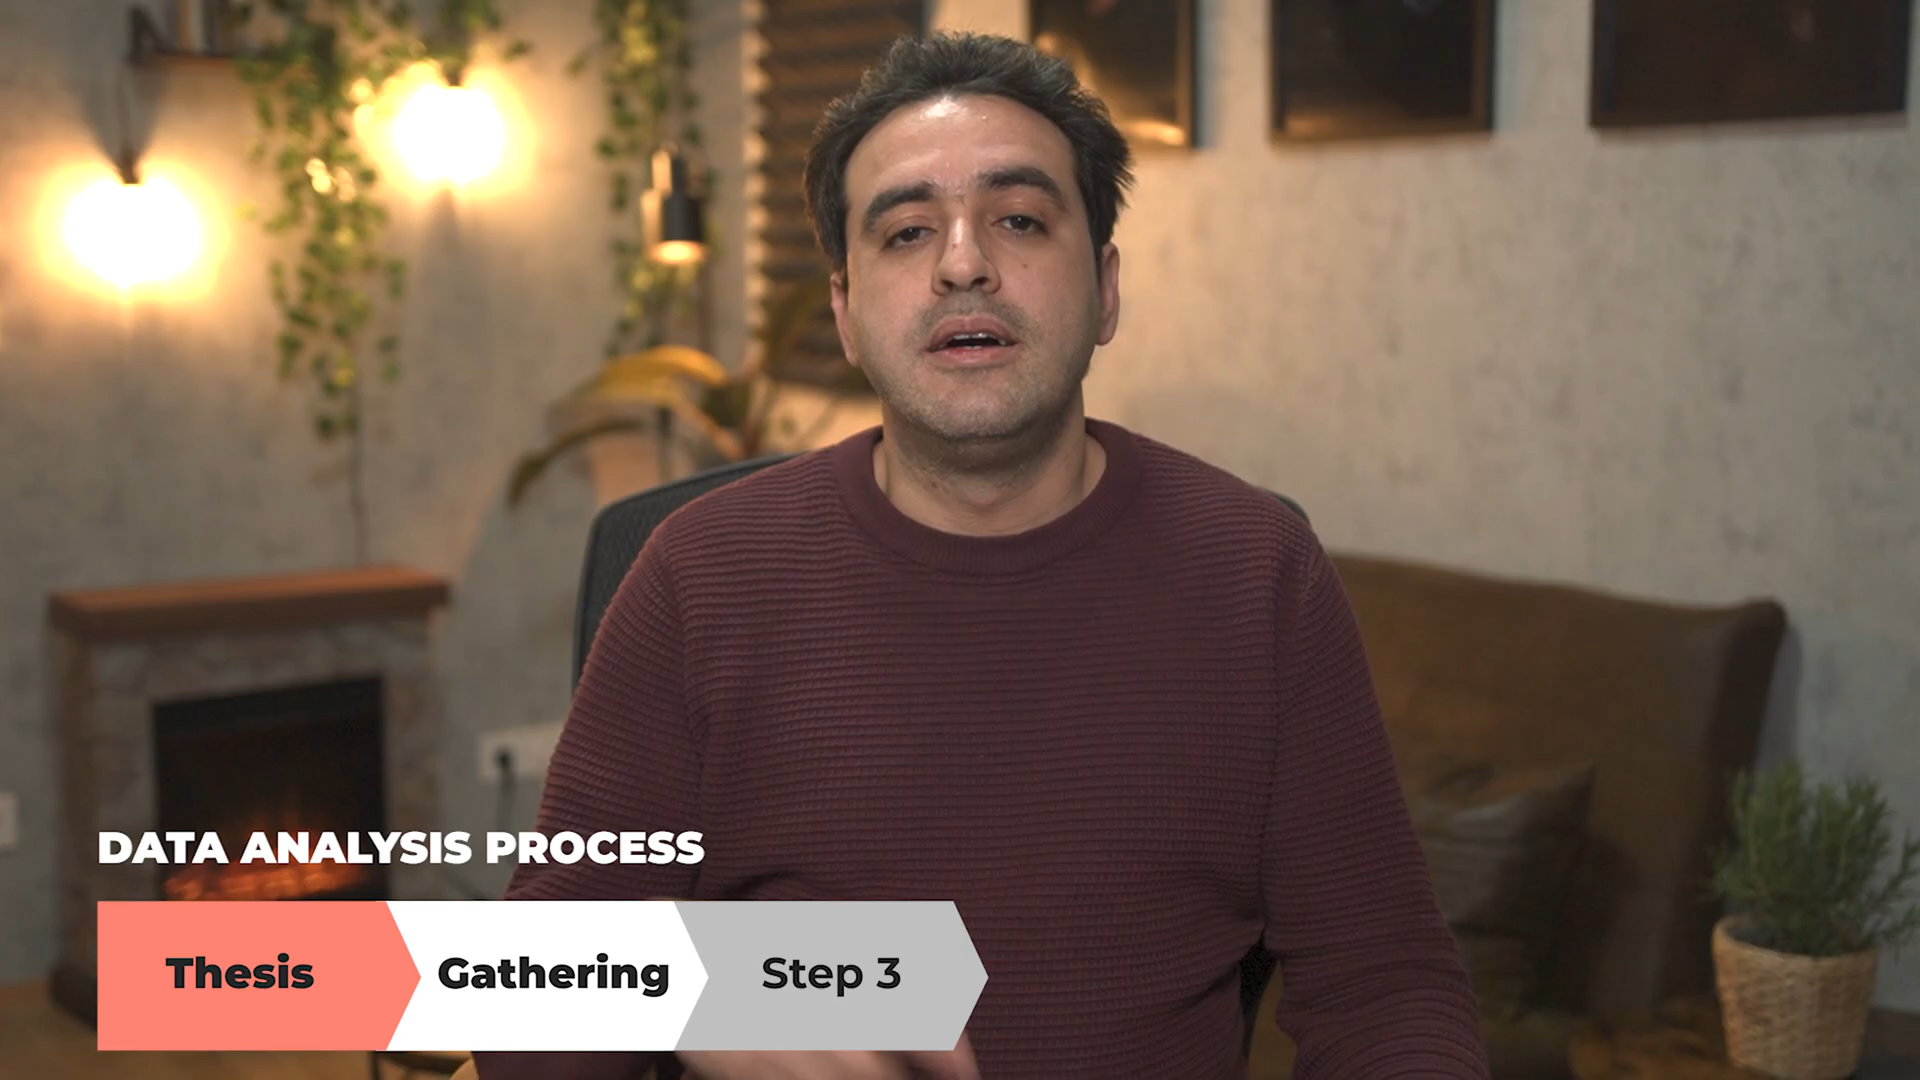 DATA ANALYSIS PROCESS
Thesis
Gathering
Step 3